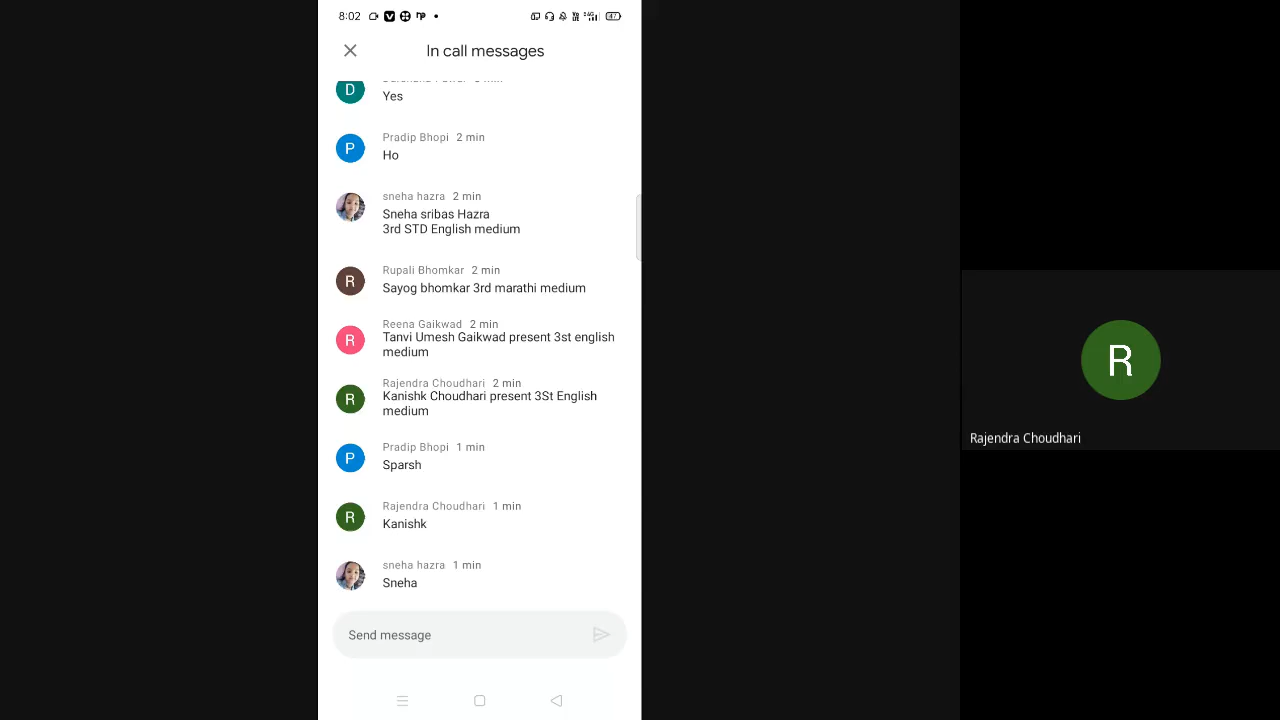 8:02
In call messages
D
Yes
Pradip Bhopi 2 min
P
Ho
sneha hazra 2 min
Sneha sribas Hazra
3rd STD English medium
Rupali Bhomkar 2 min
R
Sayog bhomkar 3rd marathi medium
Reena Gaikwad 2 min
R
Tanvi Umesh Gaikwad present 3st english
medium
Rajendra Choudhari 2 min
R
Kanishk Choudhari present 3St English
medium
Pradip Bhopi 1 min
P
Sparsh
Rajendra Choudhari 1 min
R
Kanishk
sneha hazra 1 min
Sneha
Send message
R
Rajendra Choudhari